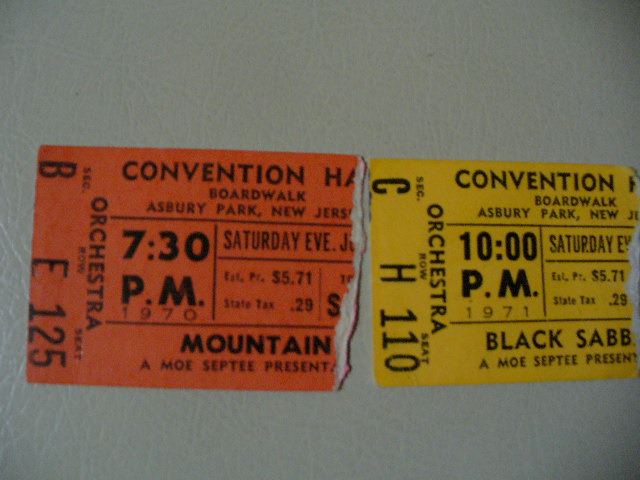 B
SEC.
ORCHESTRA
E
ROW
125
SEAT
CONVENTION HA
BOARDWALK
ASBURY PARK, NEW JERS
7:30
P.M.
1970
SATURDAY EVE. JU
Est. Pr. $5.71
State Tax .29
S
MOUNTAIN
A MOE SEPTEE PRESENT
C
SEC.
ORCHESTRA
H
ROW
110
SEAT
CONVENTION H
BOARDWALK
ASBURY PARK, NEW J
10:00
P.M.
1971
SATURDAY EV
Est. Pr. $5.71
State Tax .29
BLACK SABB
A MOE SEPTEE PRESEN